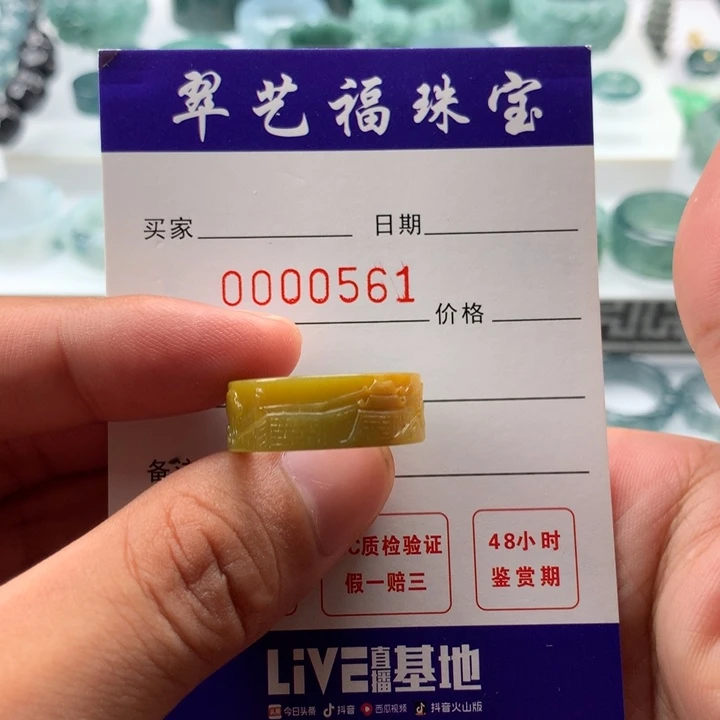 翠艺福珠宝
买家 日期
0000561
价格
备
质检验证
假一赔三
48小时
鉴赏期
LiVE直播基地
今日头条 抖音 西瓜视频 抖音火山版